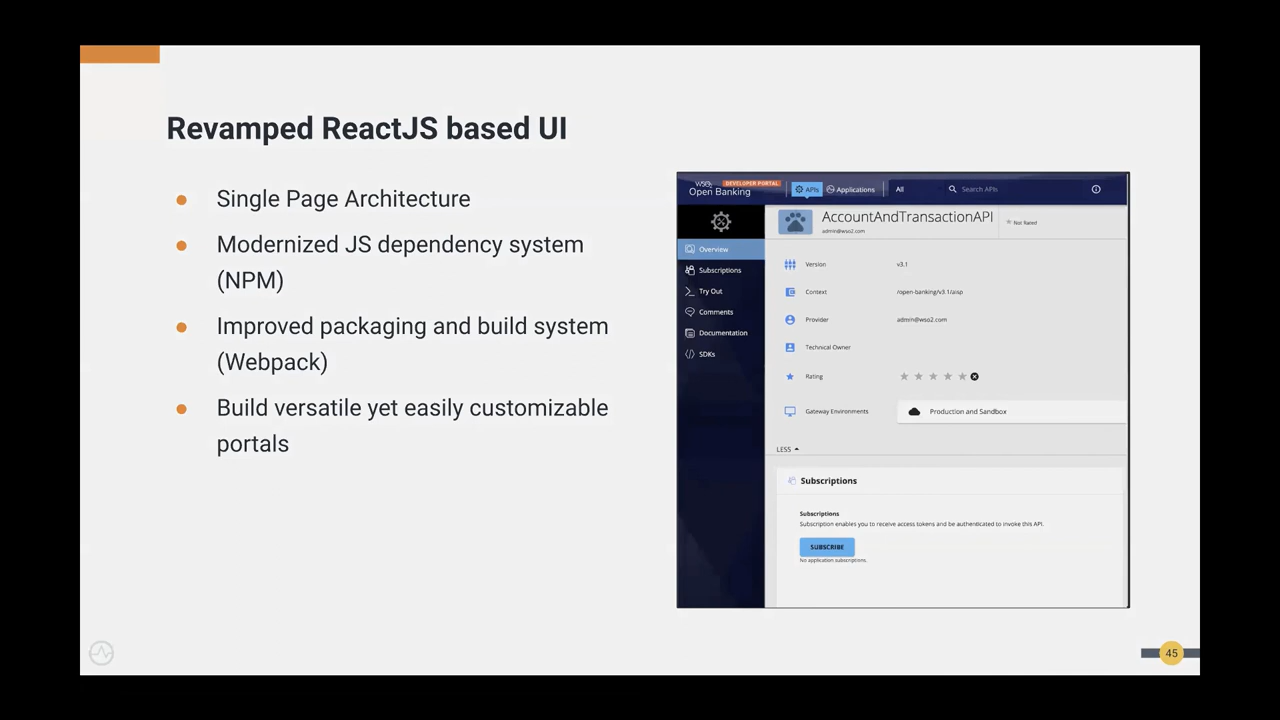 Revamped ReactJS based UI
Single Page Architecture
Modernized JS dependency system
(NPM)
Improved packaging and build system
(Webpack)
Build versatile yet easily customizable
portals
WSO2 DEVELOPER PORTAL
Open Banking
APIs
Applications
All
Search APIs
AccountAndTransactionAPI
admin@wso2.com
Not Rated
Overview
Subscriptions
Try Out
Comments
Documentation
SDKs
Version v3.1
Context /open-banking/v3.1/aisp
Provider admin@wso2.com
Technical Owner
Rating
Gateway Environments Production and Sandbox
LESS
Subscriptions
Subscriptions
Subscription enables you to receive access tokens and be authenticated to invoke this API.
SUBSCRIBE
No application subscriptions.
45